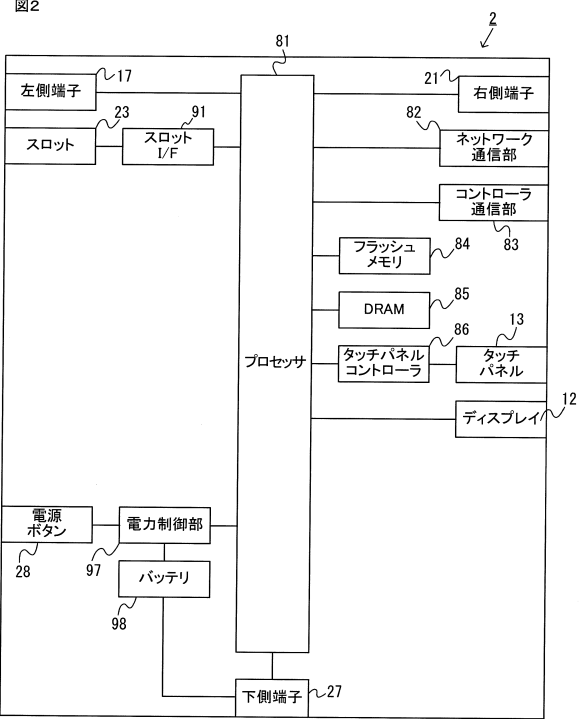 図2
2
81
左側端子
17
21
右側端子
スロット
23
スロット
I/F
91
82
ネットワーク
通信部
コントローラ
通信部
83
フラッシュ
メモリ
84
DRAM
85
プロセッサ
タッチパネル
コントローラ
86
タッチ
パネル
13
ディスプレイ
12
電源
ボタン
28
電力制御部
97
バッテリ
98
下側端子
27